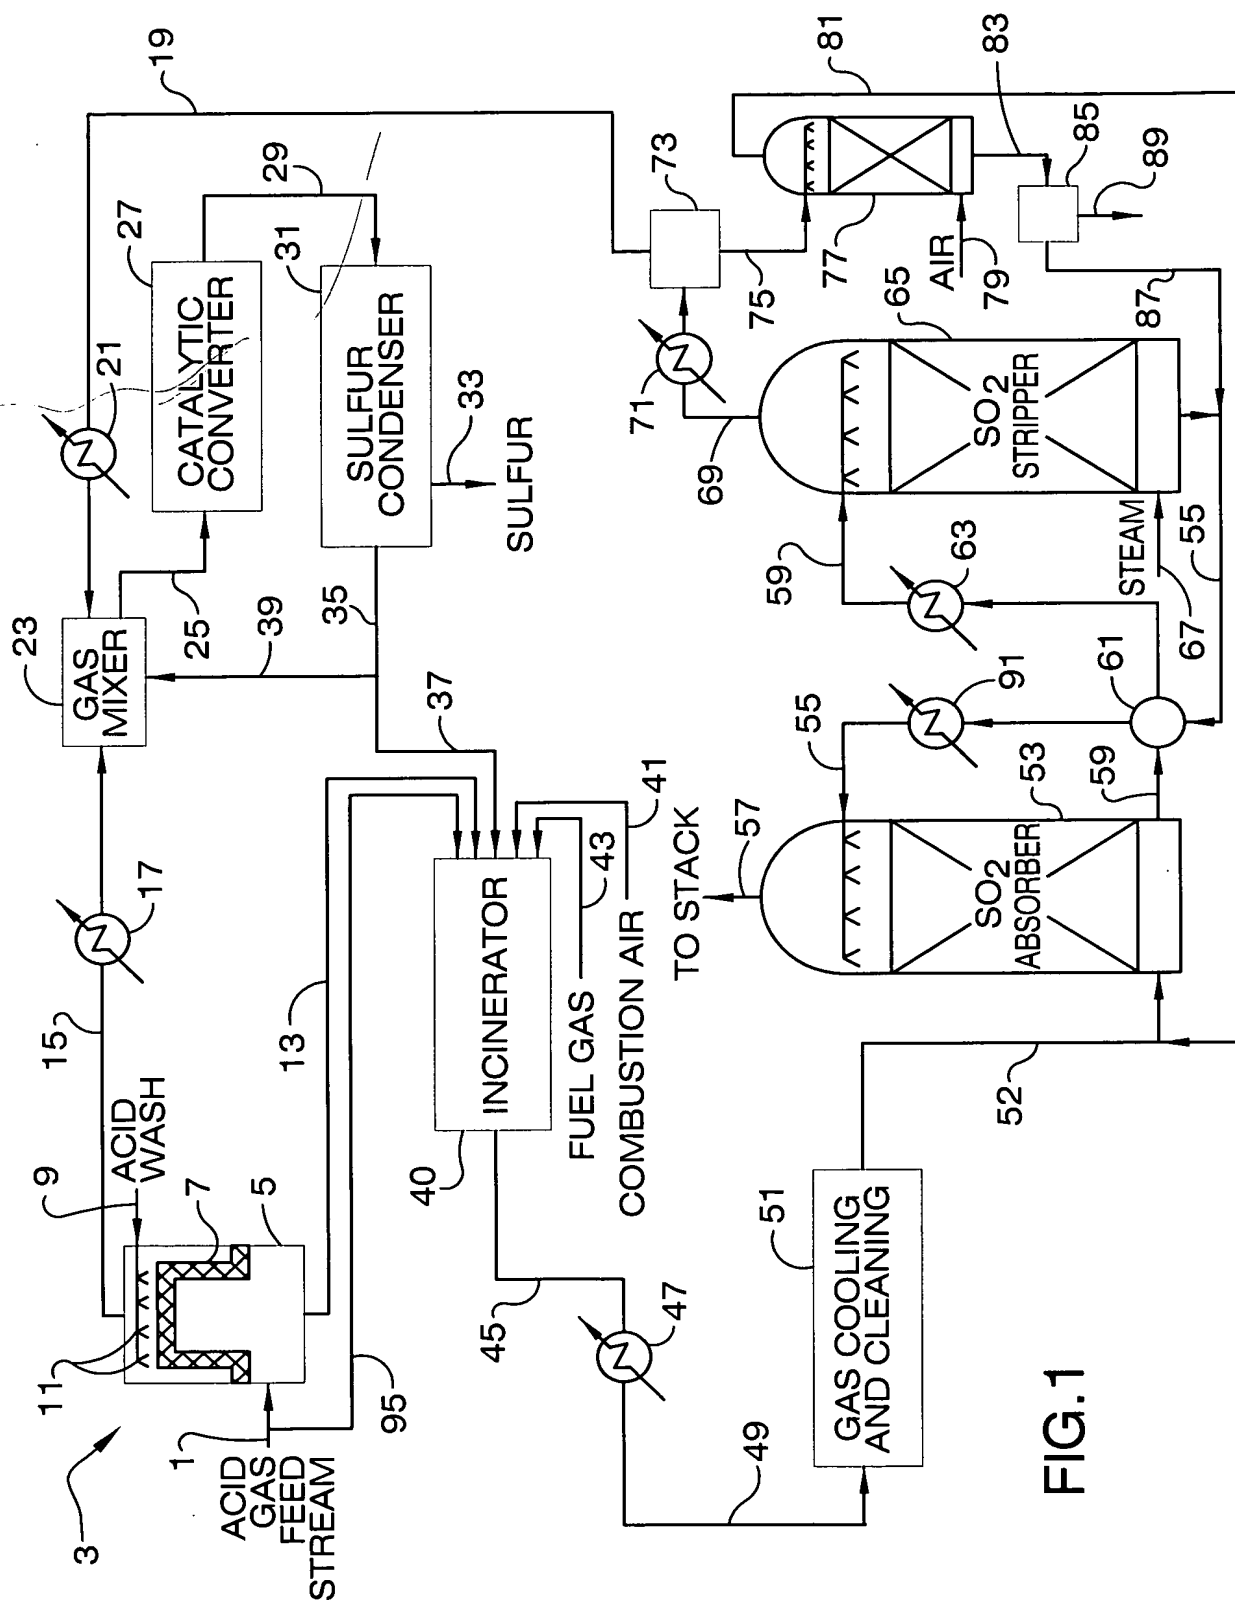 3
ACID
GAS
FEED
STREAM
1
11
9
ACID
WASH
7
5
95
15
13
17
23
GAS
MIXER
21
19
25
27
CATALYTIC
CONVERTER
29
31
SULFUR
CONDENSER
33
SULFUR
35
39
37
40
INCINERATOR
FUEL GAS
43
COMBUSTION AIR
41
45
47
49
51
GAS COOLING
AND CLEANING
52
TO STACK
57
SO2
ABSORBER
53
55
91
59
61
63
59
STEAM
67
55
SO2
STRIPPER
65
69
71
73
75
77
AIR
79
81
83
85
87
89
FIG.1